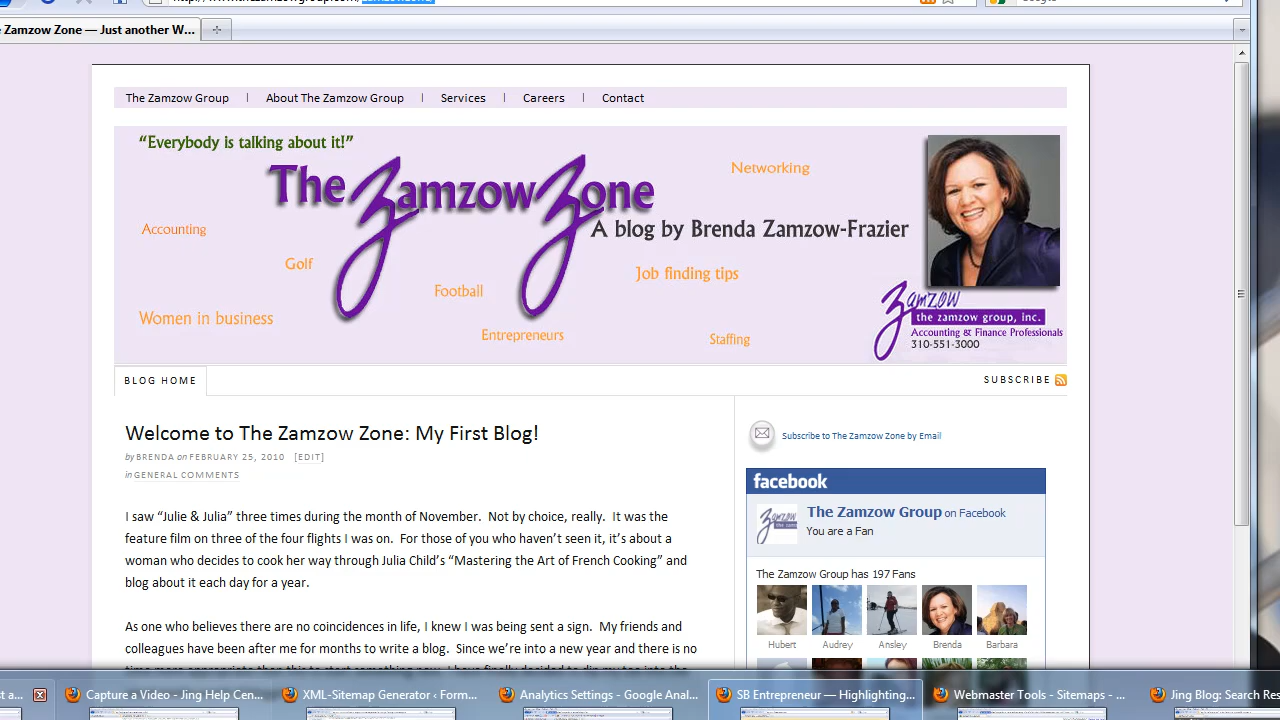 Zamzow Zone — Just another W...
The Zamzow Group | About The Zamzow Group | Services | Careers | Contact
“Everybody is talking about it!”
The Zamzow Zone
A blog by Brenda Zamzow-Frazier
Networking
Accounting
Golf
Football
Job finding tips
Women in business
Entrepreneurs
Staffing
zamzow
the zamzow group, inc.
Accounting & Finance Professionals
310-551-3000
BLOG HOME
SUBSCRIBE
Welcome to The Zamzow Zone: My First Blog!
by BRENDA on FEBRUARY 25, 2010 [EDIT]
in GENERAL COMMENTS
I saw “Julie & Julia” three times during the month of November. Not by choice, really. It was the
feature film on three of the four flights I was on. For those of you who haven’t seen it, it’s about a
woman who decides to cook her way through Julia Child’s “Mastering the Art of French Cooking” and
blog about it each day for a year.
As one who believes there are no coincidences in life, I knew I was being sent a sign. My friends and
colleagues have been after me for months to write a blog. Since we’re into a new year and there is no
Subscribe to The Zamzow Zone by Email
facebook
The Zamzow Group on Facebook
You are a Fan
The Zamzow Group has 197 Fans
Hubert Audrey Ansley Brenda Barbara
st a...
Capture a Video - Jing Help Cen...
XML-Sitemap Generator ‹ Form...
Analytics Settings - Google Anal...
SB Entrepreneur — Highlighting...
Webmaster Tools - Sitemaps - ...
Jing Blog: Search Res